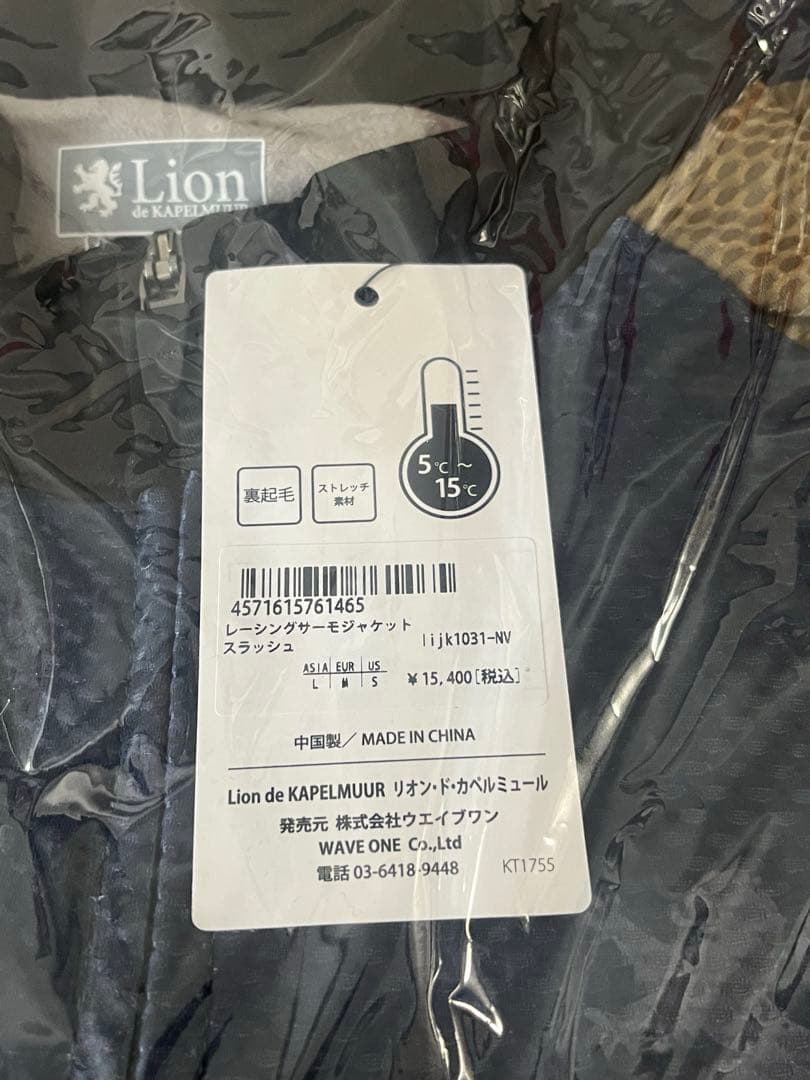 Lion
de KAPELMUUR
5℃ ～
15℃
裏起毛
ストレッチ
素材
4571615761465
レーシングサーモジャケット
スラッシュ lijk1031-NV
ASIA EUR US
L M S ¥15,400[税込]
中国製／MADE IN CHINA
Lion de KAPELMUUR リオン・ド・カペルミュール
発売元 株式会社ウエイブワン
WAVE ONE Co.,Ltd
電話 03-6418-9448
KT1755